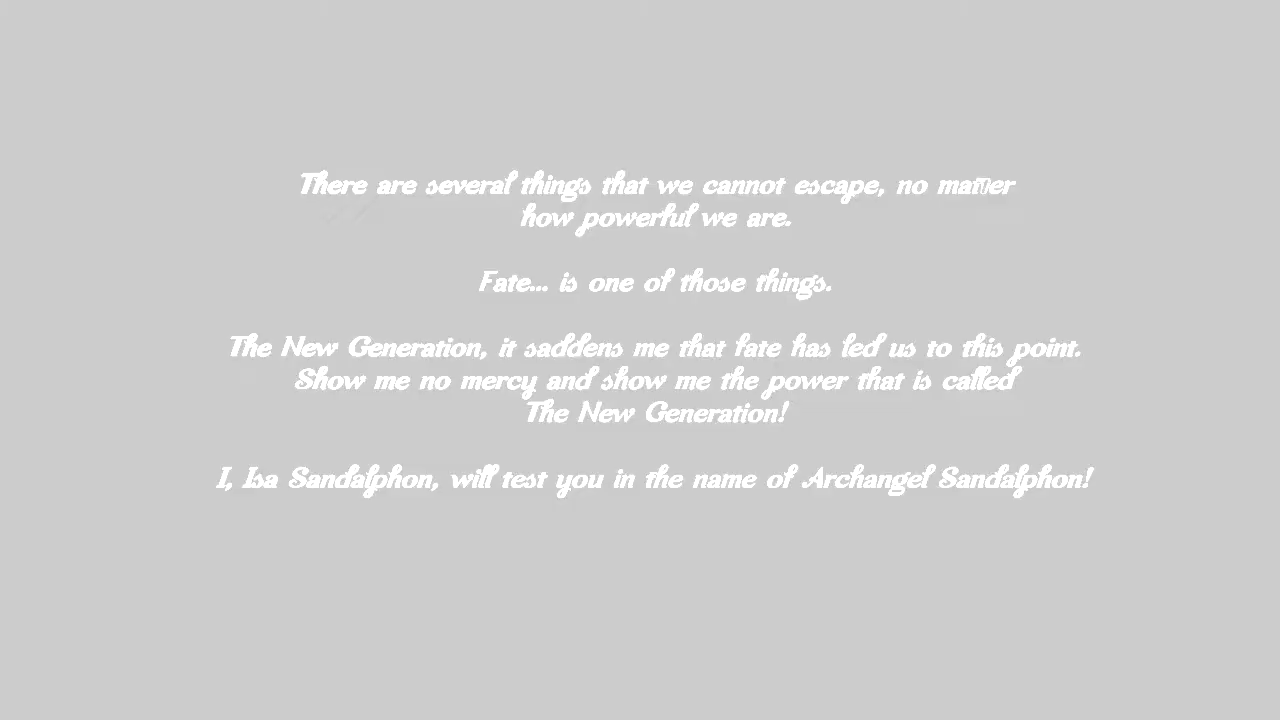 There are several things that we cannot escape, no matter
how powerful we are.
Fate... is one of those things.
The New Generation, it saddens me that fate has led us to this point.
Show me no mercy and show me the power that is called
The New Generation!
I, Isa Sandalphon, will test you in the name of Archangel Sandalphon!